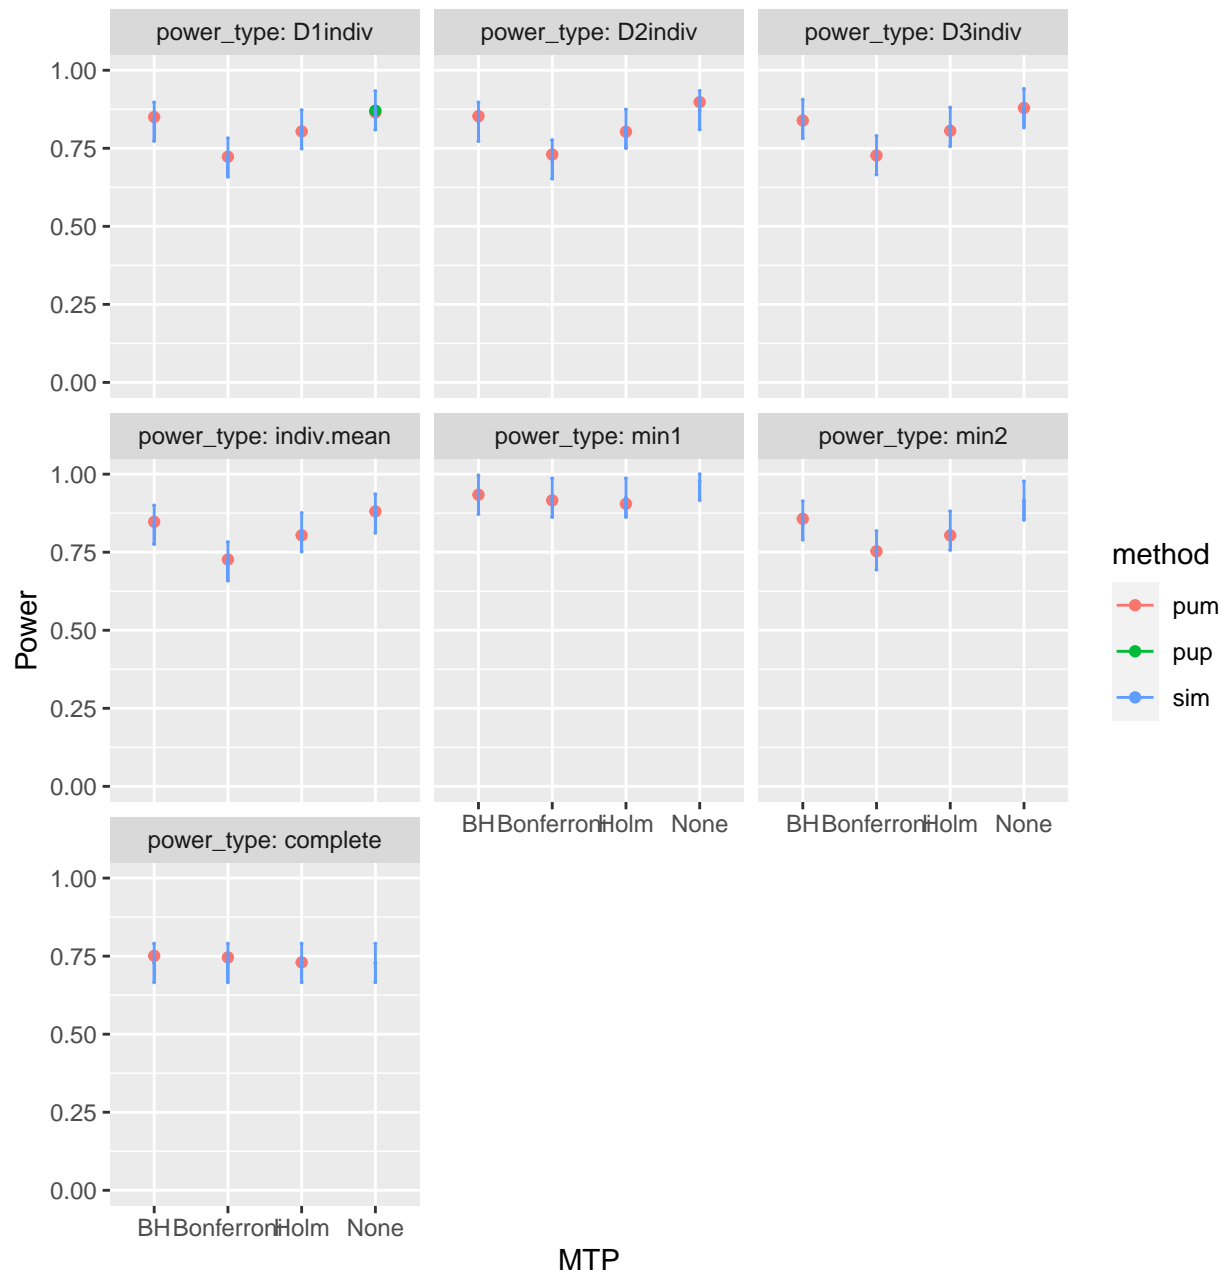 power_type: D1indiv
power_type: D2indiv
power_type: D3indiv
1.00
0.75
0.50
0.25
0.00
power_type: indiv.mean
power_type: min1
power_type: min2
1.00
0.75
0.50
0.25
0.00
BH Bonferroni Holm None
BH Bonferroni Holm None
power_type: complete
1.00
0.75
0.50
0.25
0.00
BH Bonferroni Holm None
MTP
Power
method
pum
pup
sim